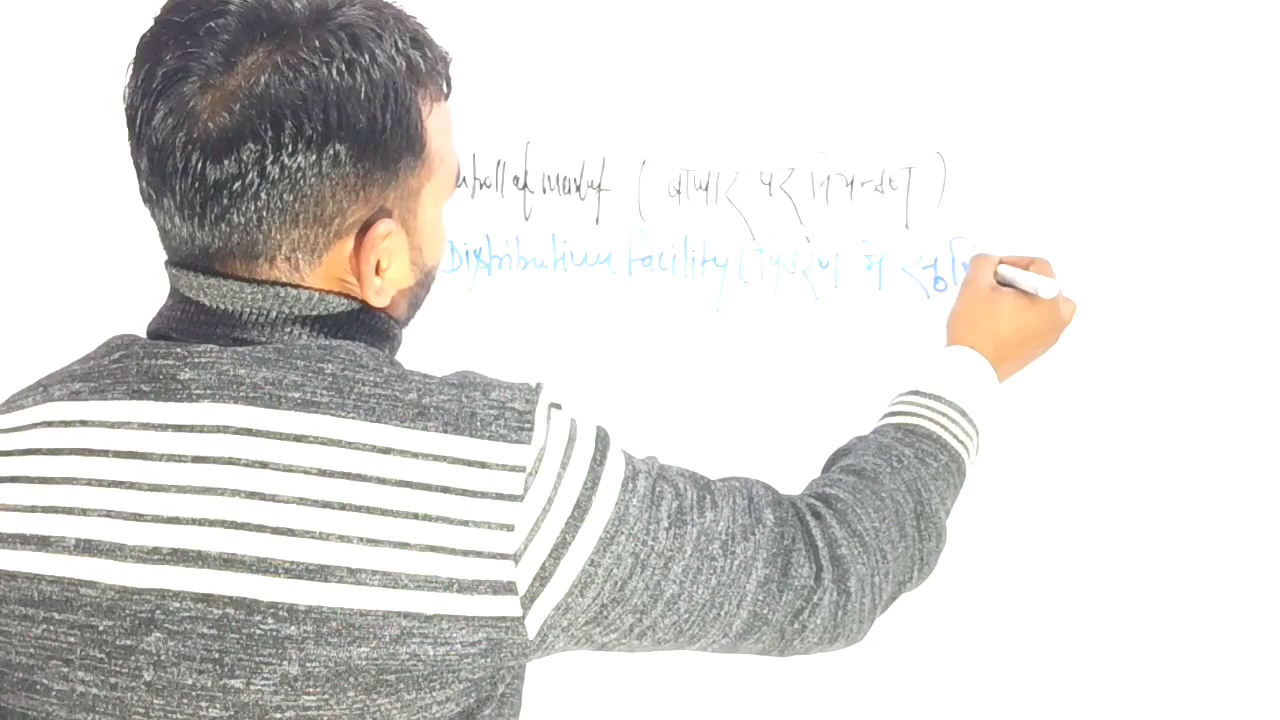 of market (बाजार पर नियन्त्रण)
Distribution facility (वितरण में